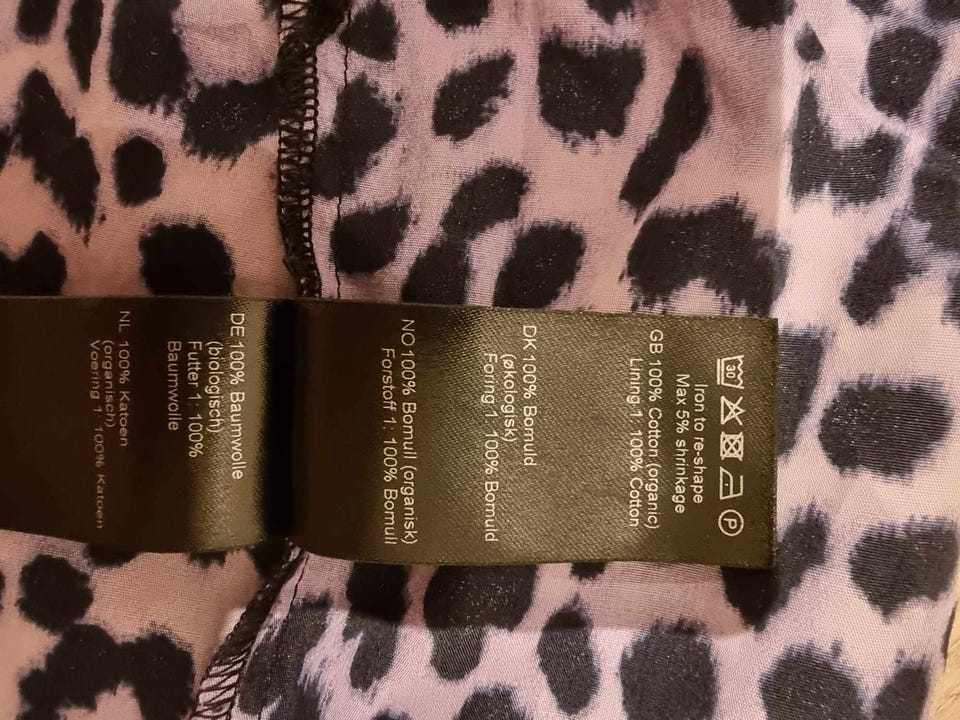 30 P
Iron to re-shape
Max 5% shrinkage
GB 100% Cotton (organic)
Lining 1: 100% Cotton
DK 100% Bomuld
(økologisk)
Foring 1: 100% Bomuld
NO 100% Bomull (organisk)
Forstoff 1: 100% Bomull
DE 100% Baumwolle
(biologisch)
Futter 1: 100%
Baumwolle
NL 100% Katoen
(organisch)
Voering 1: 100% Katoen